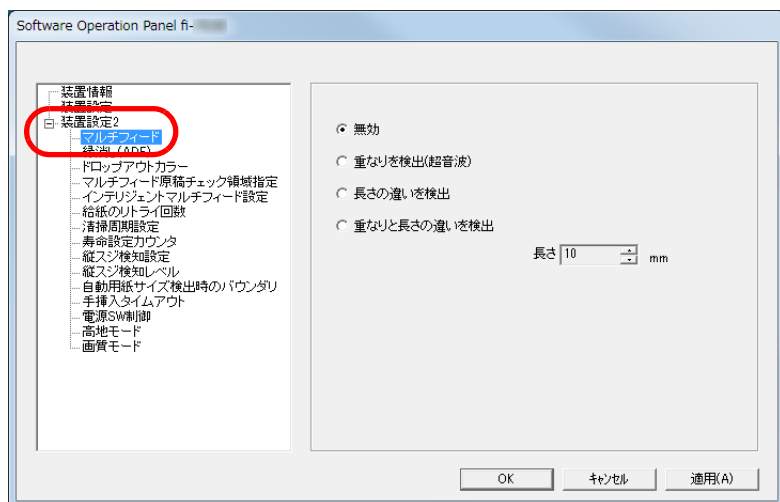 Software Operation Panel fi-
装置情報
装置設定
装置設定2
マルチフィード
縁消し(ADF)
ドロップアウトカラー
マルチフィード原稿チェック領域指定
インテリジェントマルチフィード設定
給紙のリトライ回数
清掃周期設定
寿命設定カウンタ
縦スジ検知設定
縦スジ検知レベル
自動用紙サイズ検出時のバウンダリ
手挿入タイムアウト
電源SW制御
高地モード
画質モード
無効
重なりを検出(超音波)
長さの違いを検出
重なりと長さの違いを検出
長さ 10 mm
OK キャンセル 適用(A)